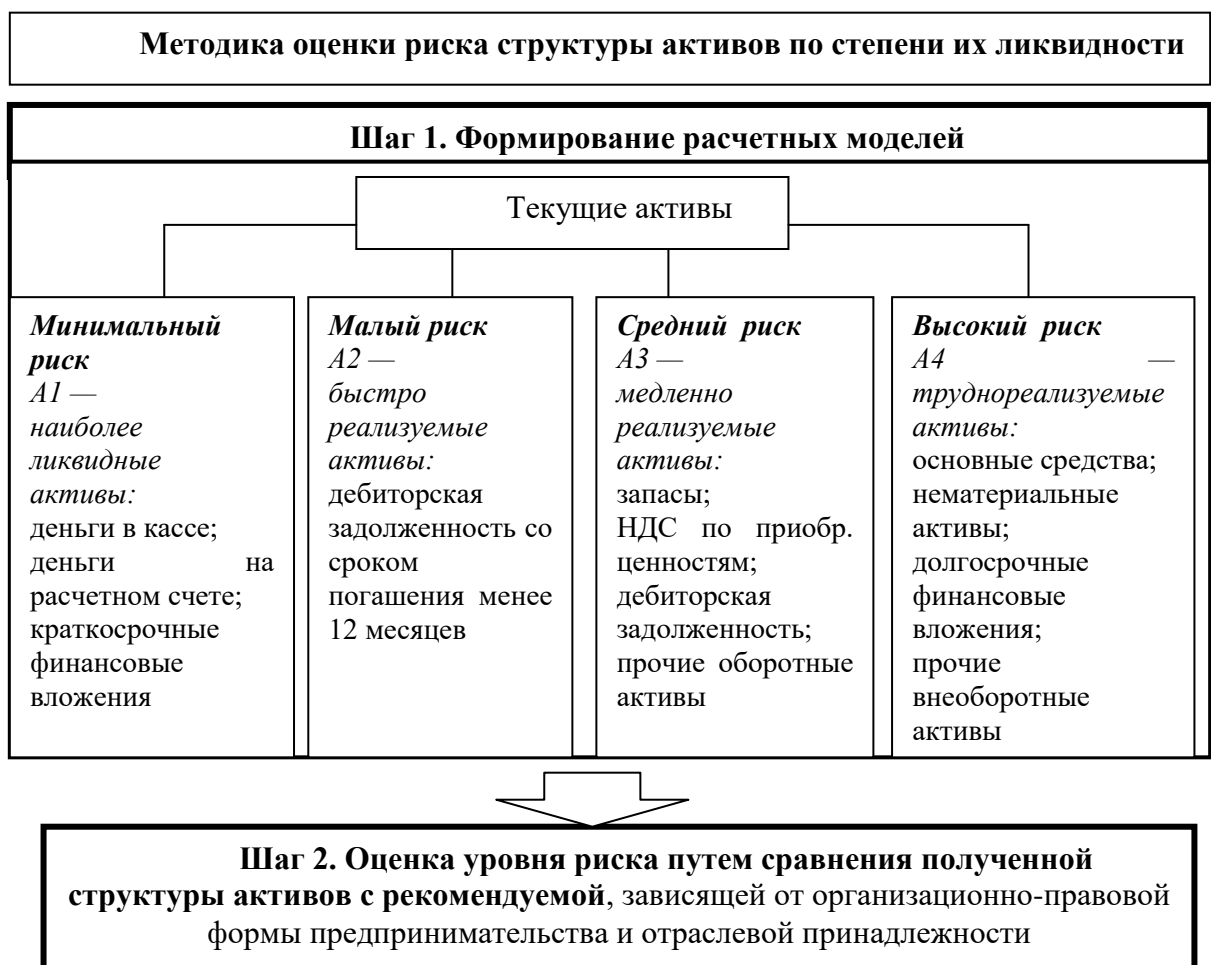 Методика оценки риска структуры активов по степени их ликвидности
Шаг 1. Формирование расчетных моделей
Текущие активы
Минимальный
риск
А1 —
наиболее
ликвидные
активы:
деньги в кассе;
деньги на
расчетном счете;
краткосрочные
финансовые
вложения
Малый риск
А2 —
быстро
реализуемые
активы:
дебиторская
задолженность со
сроком
погашения менее
12 месяцев
Средний риск
А3 —
медленно
реализуемые
активы:
запасы;
НДС по приобр.
ценностям;
дебиторская
задолженность;
прочие оборотные
активы
Высокий риск
А4 —
труднореализуемые
активы:
основные средства;
нематериальные
активы;
долгосрочные
финансовые
вложения;
прочие
внеоборотные
активы
Шаг 2. Оценка уровня риска путем сравнения полученной
структуры активов с рекомендуемой, зависящей от организационно-правовой
формы предпринимательства и отраслевой принадлежности